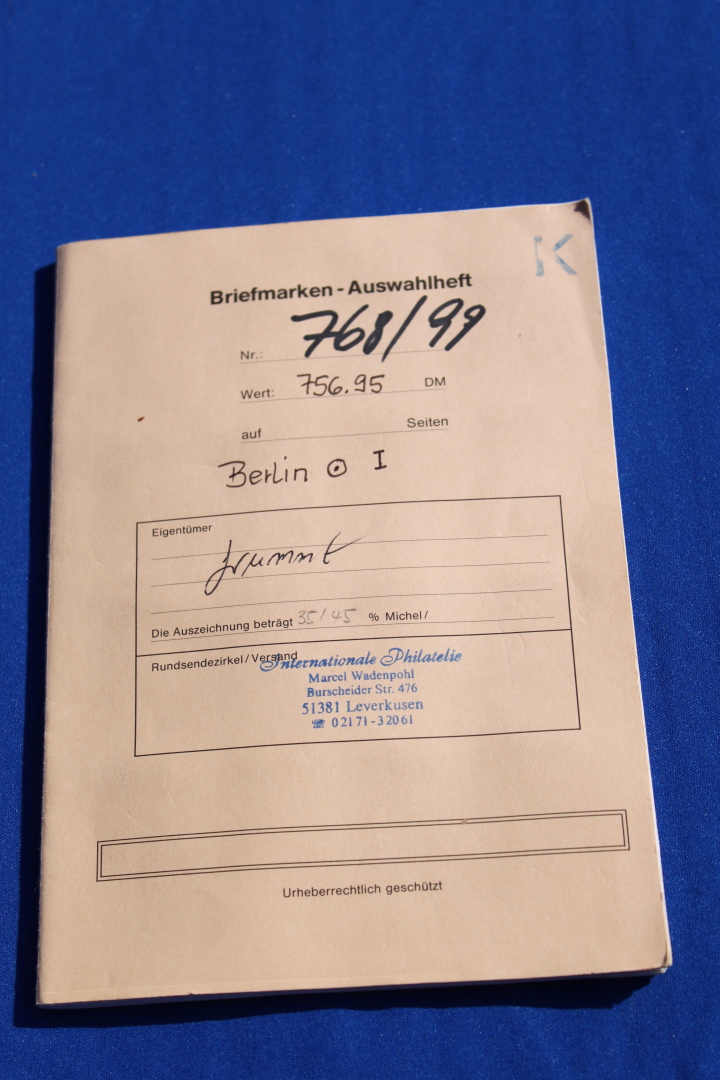 K
Briefmarken-Auswahlheft
Nr.: 768/99
Wert: 756.95 DM
auf Seiten
Berlin ⊙ I
Eigentümer
Die Auszeichnung beträgt 35/45 % Michel/
Rundsendezirkel/Versand
Internationale Philatelie
Marcel Wadenpohl
Burscheider Str. 476
51381 Leverkusen
☎ 02171-32061
Urheberrechtlich geschützt